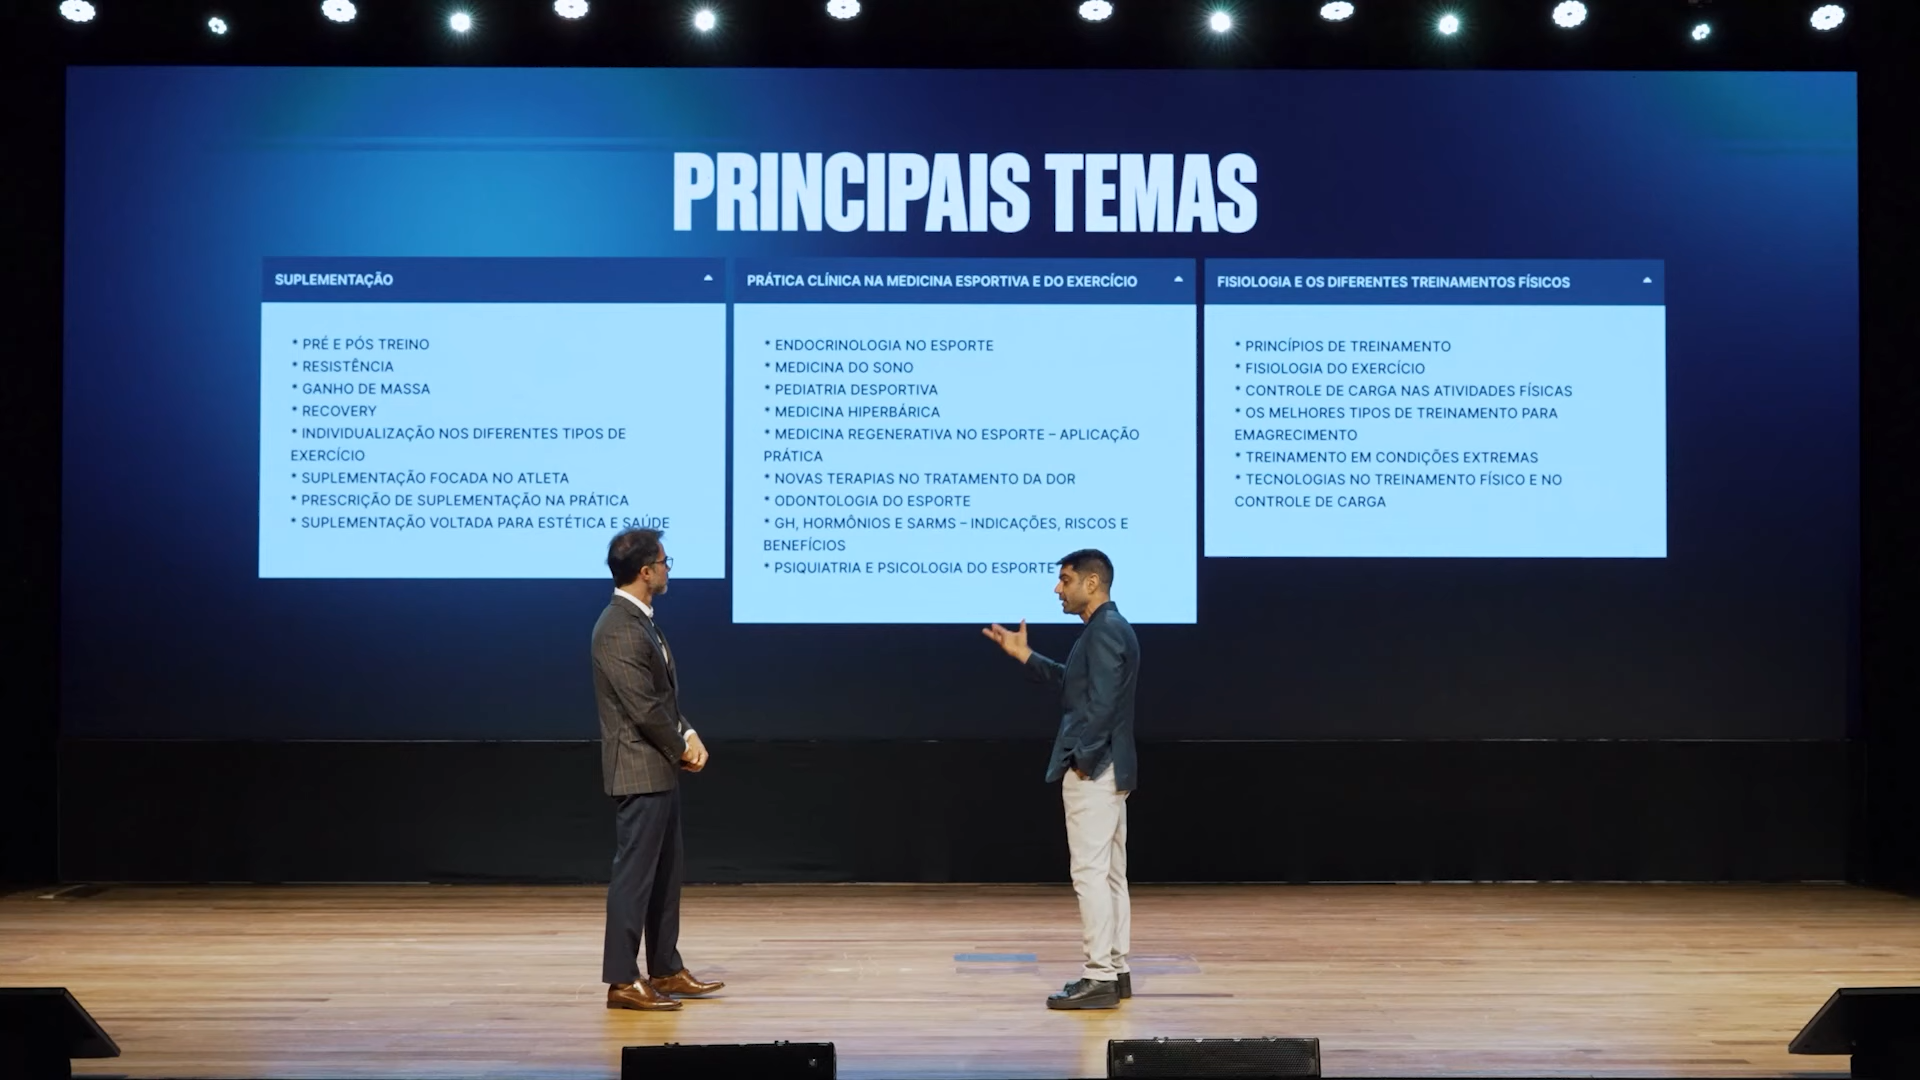 PRINCIPAIS TEMAS
SUPLEMENTAÇÃO
* PRÉ E PÓS TREINO
* RESISTÊNCIA
* GANHO DE MASSA
* RECOVERY
* INDIVIDUALIZAÇÃO NOS DIFERENTES TIPOS DE
EXERCÍCIO
* SUPLEMENTAÇÃO FOCADA NO ATLETA
* PRESCRIÇÃO DE SUPLEMENTAÇÃO NA PRÁTICA
* SUPLEMENTAÇÃO VOLTADA PARA ESTÉTICA E SAÚDE
PRÁTICA CLÍNICA NA MEDICINA ESPORTIVA E DO EXERCÍCIO
* ENDOCRINOLOGIA NO ESPORTE
* MEDICINA DO SONO
* PEDIATRIA DESPORTIVA
* MEDICINA HIPERBÁRICA
* MEDICINA REGENERATIVA NO ESPORTE – APLICAÇÃO
PRÁTICA
* NOVAS TERAPIAS NO TRATAMENTO DA DOR
* ODONTOLOGIA DO ESPORTE
* GH, HORMÔNIOS E SARMS – INDICAÇÕES, RISCOS E
BENEFÍCIOS
* PSIQUIATRIA E PSICOLOGIA DO ESPORTE
FISIOLOGIA E OS DIFERENTES TREINAMENTOS FÍSICOS
* PRINCÍPIOS DE TREINAMENTO
* FISIOLOGIA DO EXERCÍCIO
* CONTROLE DE CARGA NAS ATIVIDADES FÍSICAS
* OS MELHORES TIPOS DE TREINAMENTO PARA
EMAGRECIMENTO
* TREINAMENTO EM CONDIÇÕES EXTREMAS
* TECNOLOGIAS NO TREINAMENTO FÍSICO E NO
CONTROLE DE CARGA